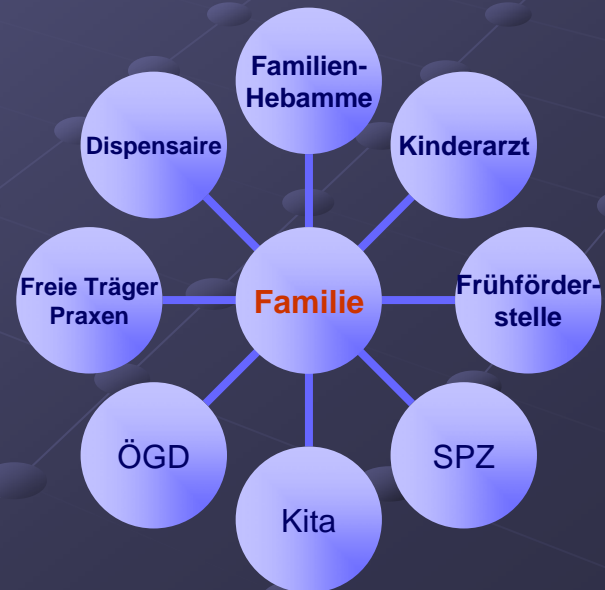 Familien-
Hebamme
Dispensaire
Kinderarzt
Freie Träger
Praxen
Familie
Frühförder-
stelle
ÖGD
SPZ
Kita